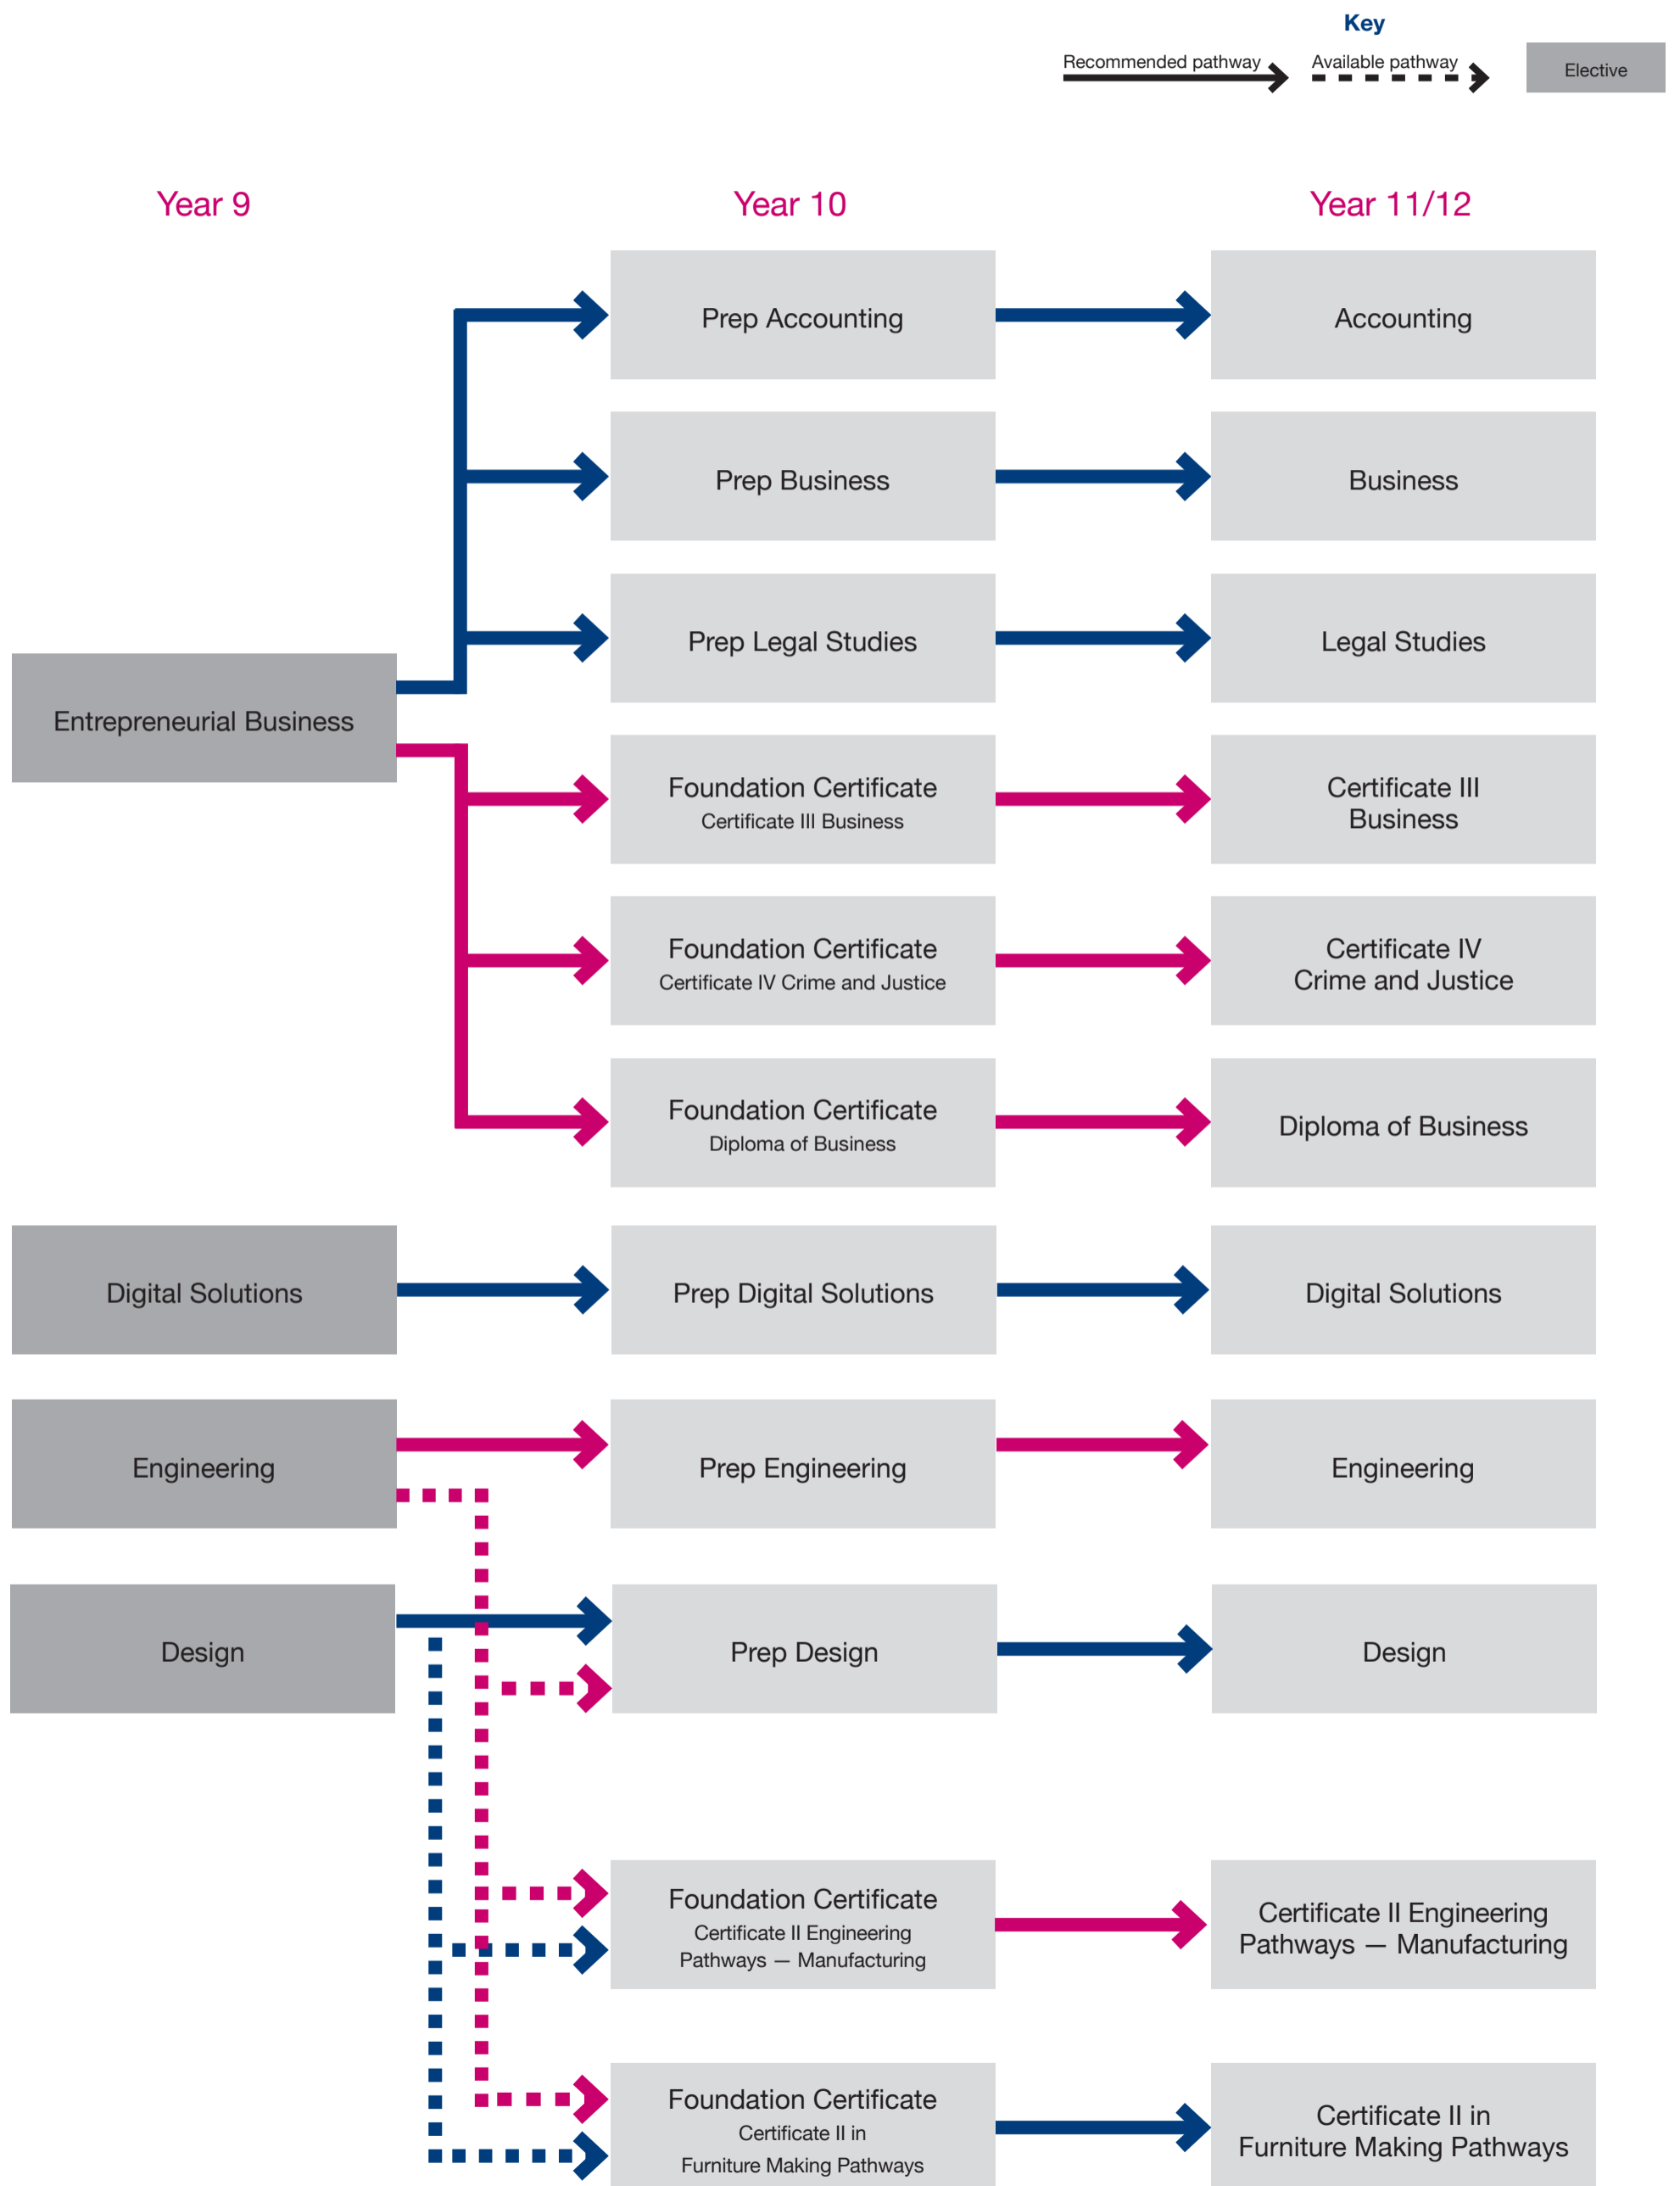 Key
Recommended pathway
Available pathway
Elective
Year 9
Year 10
Year 11/12
Prep Accounting
Accounting
Prep Business
Business
Prep Legal Studies
Legal Studies
Entrepreneurial Business
Foundation Certificate
Certificate III Business
Certificate III
Business
Foundation Certificate
Certificate IV Crime and Justice
Certificate IV
Crime and Justice
Foundation Certificate
Diploma of Business
Diploma of Business
Digital Solutions
Prep Digital Solutions
Digital Solutions
Engineering
Prep Engineering
Engineering
Design
Prep Design
Design
Foundation Certificate
Certificate II Engineering
Pathways — Manufacturing
Certificate II Engineering
Pathways — Manufacturing
Foundation Certificate
Certificate II in
Furniture Making Pathways
Certificate II in
Furniture Making Pathways